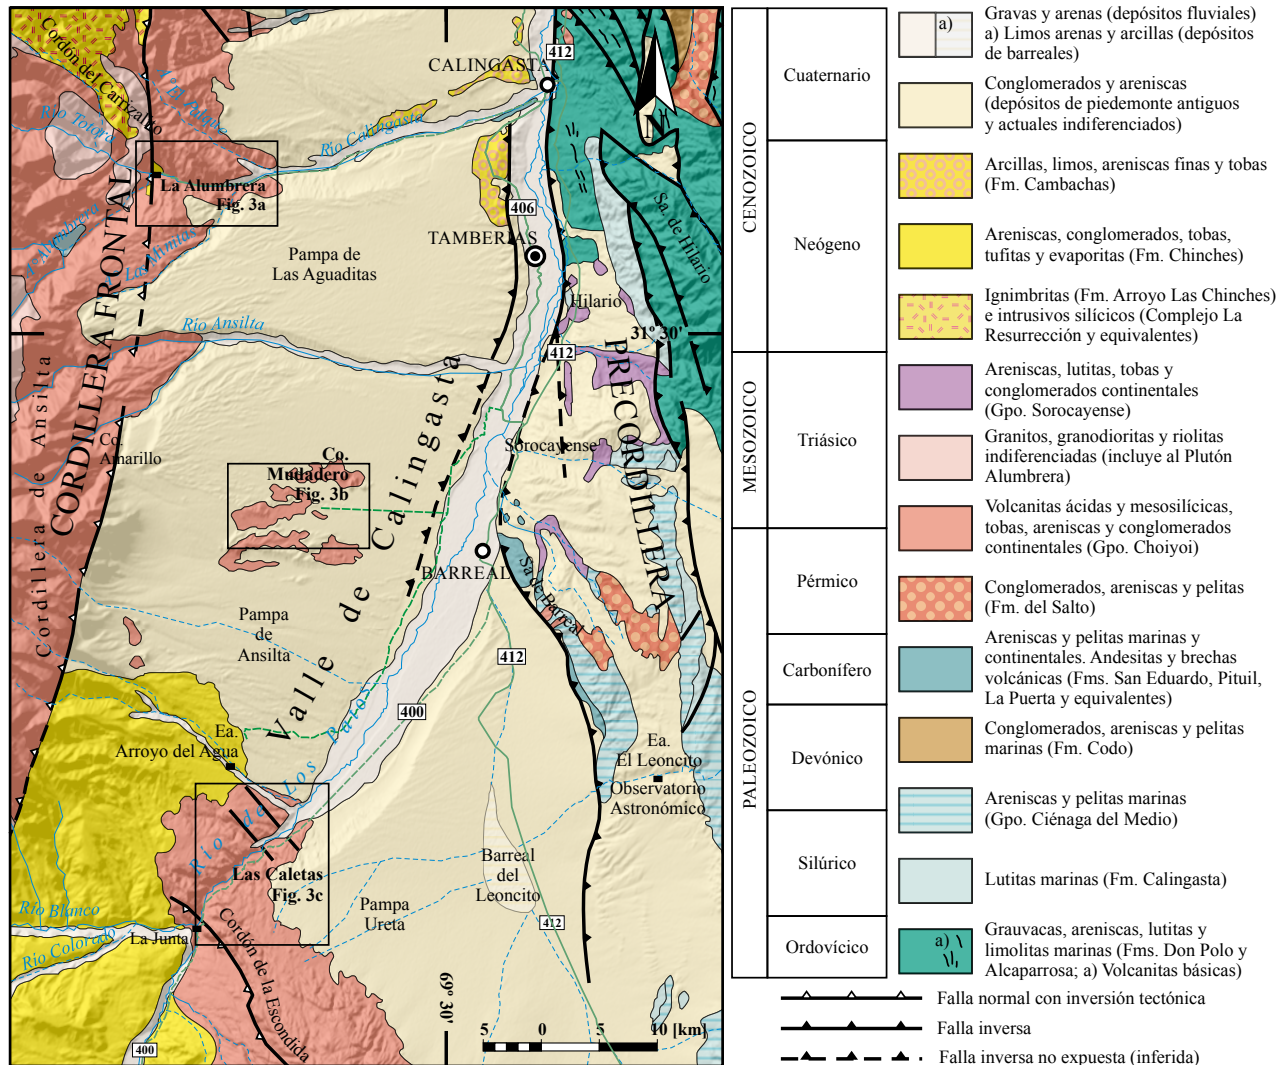 Cordón del Carrizalito
Aº El Palque
Río Totora
CALINGASTA
412
Río Calingasta
N
La Alumbrera
Fig. 3a
Aº Alumbrera
Las Mimias
CORDILLERA FRONTAL
406
TAMBERÍAS
Pampa de
Las Aguaditas
Sa. de Hilario
Hilario
31º 30'
Río Ansilta
412
PRECORDILLERA
Cordillera de Ansilta
Co.
Amarillo
Sorocayense
Co.
Mudadero
Fig. 3b
Valle de Calingasta
BARREAL
Sa. de Barreal
Pampa
de
Ansilta
412
400
Ea.
Arroyo del Agua
Río de Los Patos
Ea.
El Leoncito
Observatorio
Astronómico
Las Caletas
Fig. 3c
Barreal
del
Leoncito
Pampa
Ureta
412
Río Blanco
La Junta
Río Colorado
Cordón de la Escondida
69º 30'
400
5 0 10 [km]
CENOZOICO
MESOZOICO
PALEOZOICO
Cuaternario
Neógeno
Triásico
Pérmico
Carbonífero
Devónico
Silúrico
Ordovícico
a)
Gravas y arenas (depósitos fluviales)
a) Limos arenas y arcillas (depósitos
de barreales)
Conglomerados y areniscas
(depósitos de piedemonte antiguos
y actuales indiferenciados)
Arcillas, limos, areniscas finas y tobas
(Fm. Cambachas)
Areniscas, conglomerados, tobas,
tufitas y evaporitas (Fm. Chinches)
Ignimbritas (Fm. Arroyo Las Chinches)
e intrusivos silícicos (Complejo La
Resurrección y equivalentes)
Areniscas, lutitas, tobas y
conglomerados continentales
(Gpo. Sorocayense)
Granitos, granodioritas y riolitas
indiferenciadas (incluye al Plutón
Alumbrera)
Volcanitas ácidas y mesosilícicas,
tobas, areniscas y conglomerados
continentales (Gpo. Choiyoi)
Conglomerados, areniscas y pelitas
(Fm. del Salto)
Areniscas y pelitas marinas y
continentales. Andesitas y brechas
volcánicas (Fms. San Eduardo, Pituil,
La Puerta y equivalentes)
Conglomerados, areniscas y pelitas
marinas (Fm. Codo)
Areniscas y pelitas marinas
(Gpo. Ciénaga del Medio)
Lutitas marinas (Fm. Calingasta)
a)
Grauvacas, areniscas, lutitas y
limolitas marinas (Fms. Don Polo y
Alcaparrosa; a) Volcanitas básicas)
Falla normal con inversión tectónica
Falla inversa
Falla inversa no expuesta (inferida)